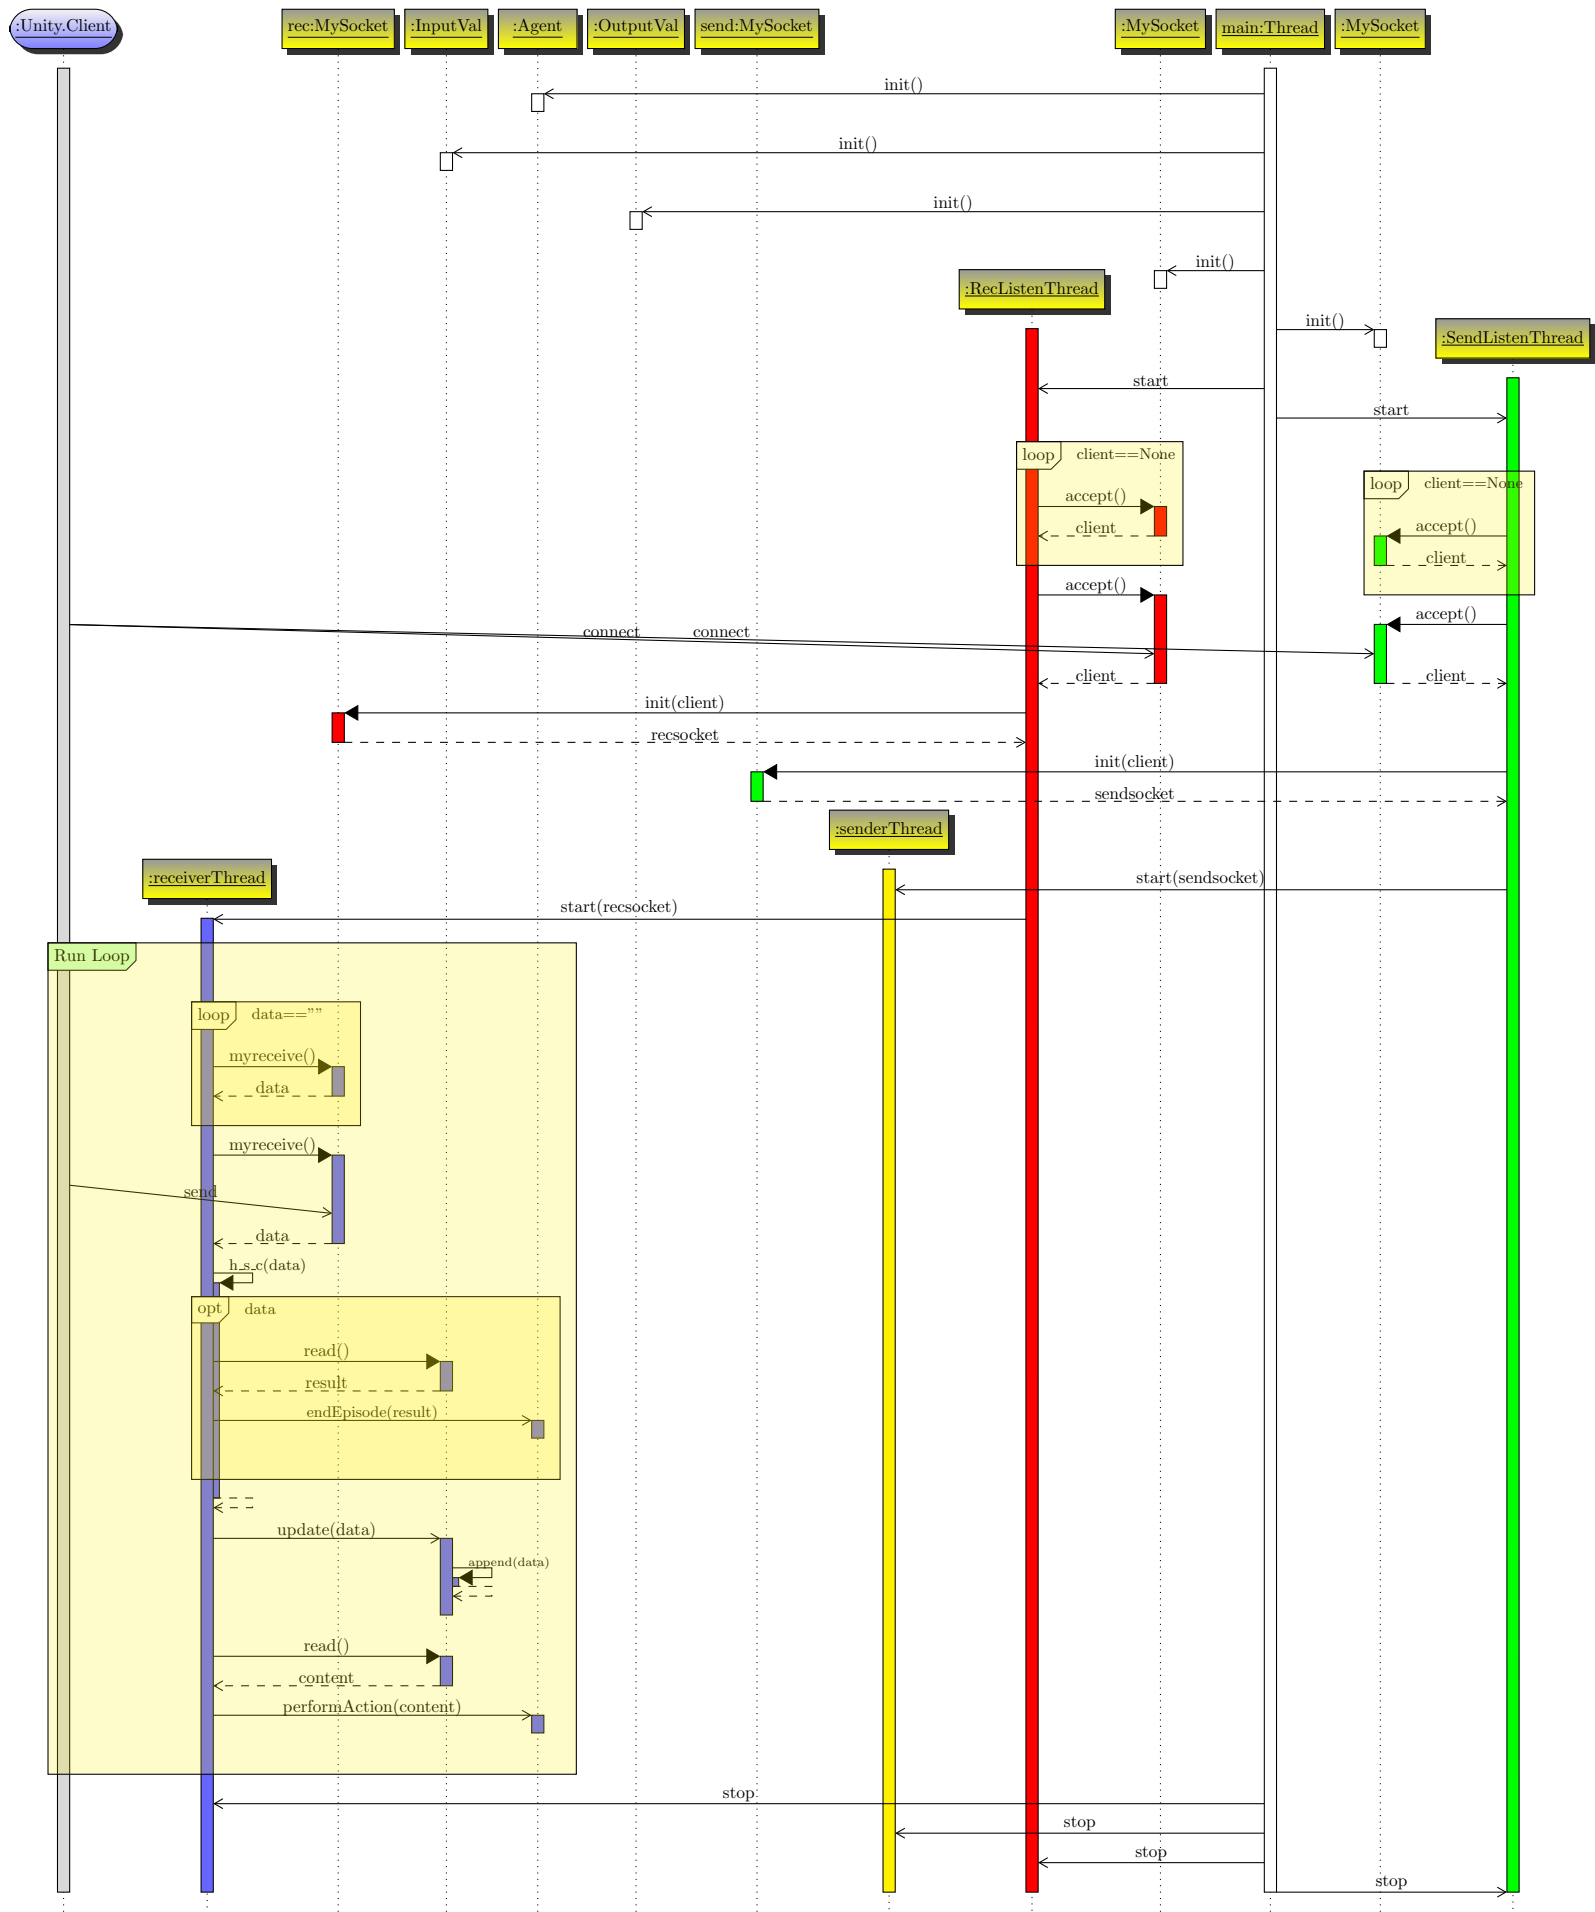 :Unity.Client
rec:MySocket
:InputVal
:Agent
:OutputVal
send:MySocket
:MySocket
main:Thread
:MySocket
init()
init()
init()
init()
:RecListenThread
init()
:SendListenThread
start
start
loop
client==None
loop
client==None
accept()
client
accept()
client
accept()
accept()
connect
connect
client
client
init(client)
recsocket
init(client)
sendsocket
:senderThread
:receiverThread
start(sendsocket)
start(recsocket)
Run Loop
loop
data==””
myreceive()
data
myreceive()
send
data
h_s_c(data)
opt
data
read()
result
endEpisode(result)
update(data)
append(data)
read()
content
performAction(content)
stop
stop
stop
stop